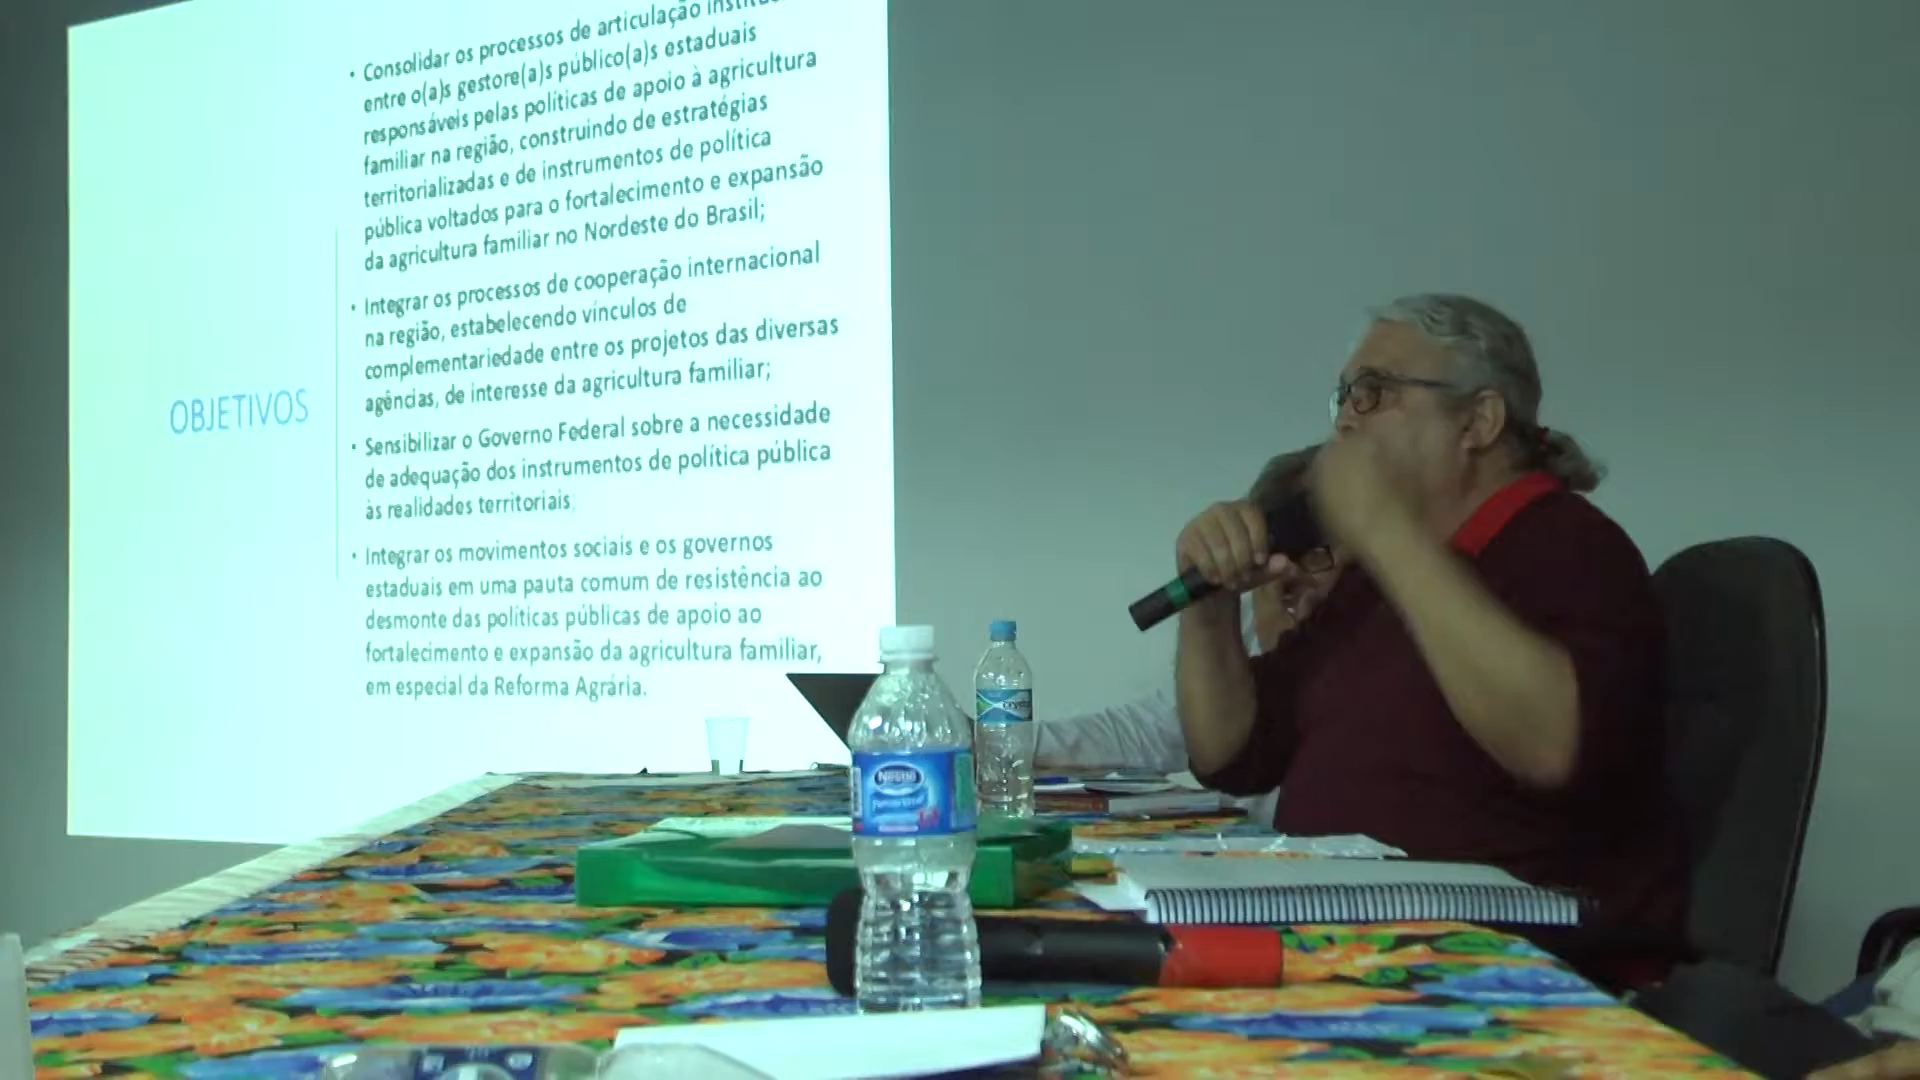 OBJETIVOS
• Consolidar os processos de articulação
entre o(a)s gestore(a)s público(a)s estaduais
responsáveis pelas políticas de apoio à agricultura
familiar na região, construindo de estratégias
territorializadas e de instrumentos de política
pública voltados para o fortalecimento e expansão
da agricultura familiar no Nordeste do Brasil;
• Integrar os processos de cooperação internacional
na região, estabelecendo vínculos de
complementariedade entre os projetos das diversas
agências, de interesse da agricultura familiar;
• Sensibilizar o Governo Federal sobre a necessidade
de adequação dos instrumentos de política pública
às realidades territoriais
• Integrar os movimentos sociais e os governos
estaduais em uma pauta comum de resistência ao
desmonte das políticas públicas de apoio ao
fortalecimento e expansão da agricultura familiar,
em especial da Reforma Agrária.
Nestlé